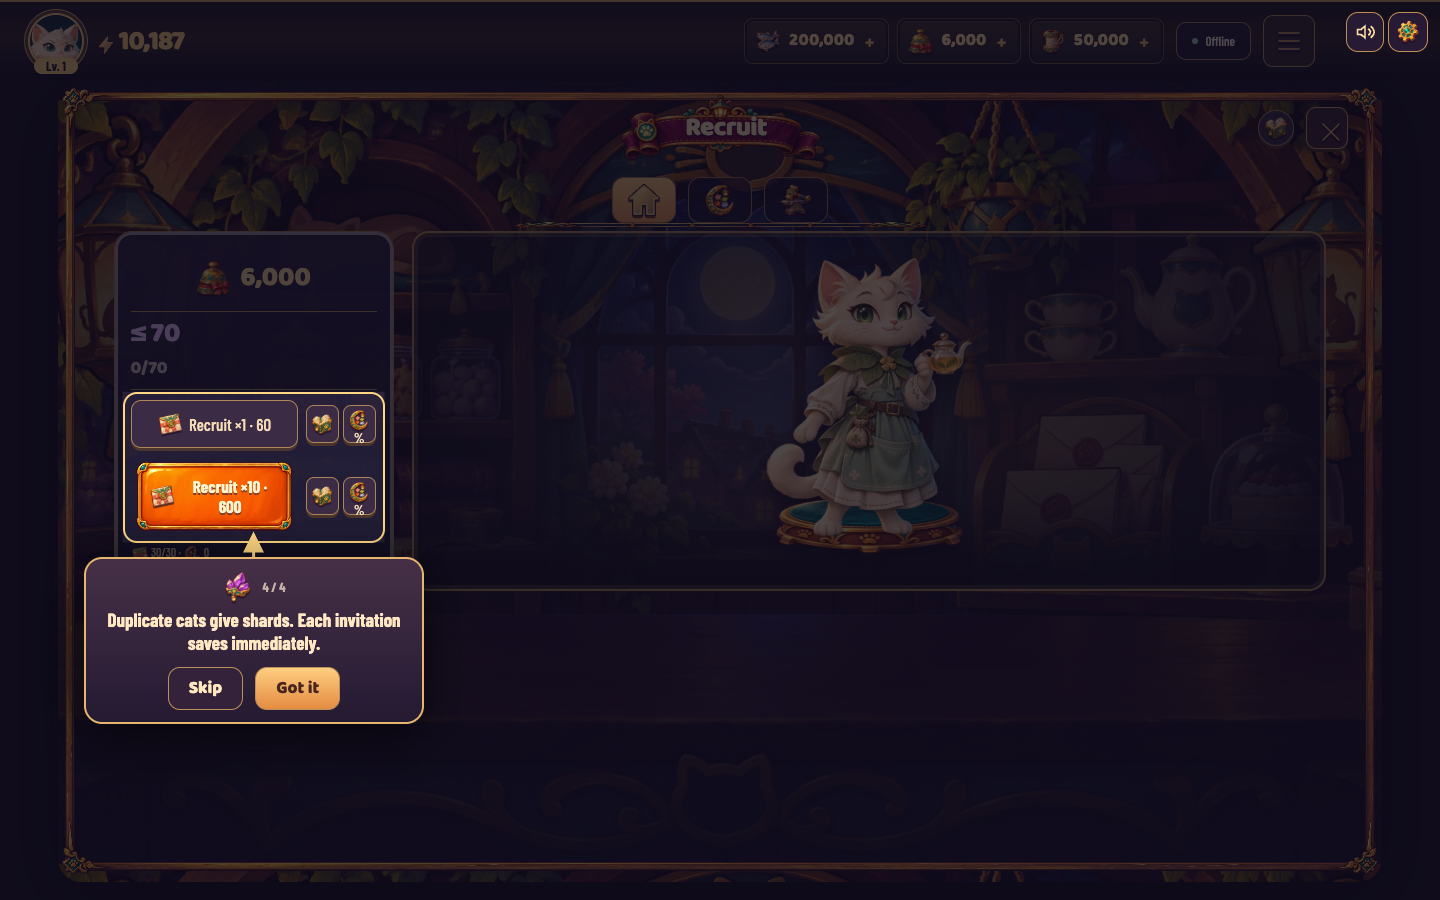 10,187
200,000 +
6,000 +
50,000 +
Offline
Lv. 1
Recruit
6,000
≤ 70
0/70
Recruit ×1 · 60
%
Recruit ×10 ·
600
%
30/30 · 0
4 / 4
Duplicate cats give shards. Each invitation
saves immediately.
Skip
Got it